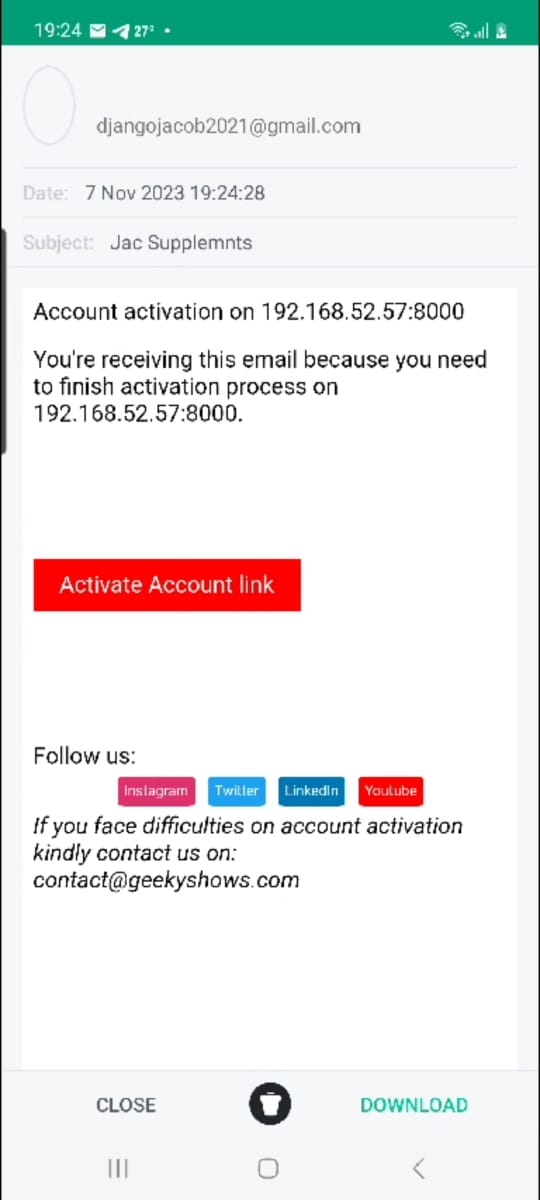 19:24 27°
djangojacob2021@gmail.com
Date: 7 Nov 2023 19:24:28
Subject: Jac Supplemnts
Account activation on 192.168.52.57:8000
You're receiving this email because you need
to finish activation process on
192.168.52.57:8000.
Activate Account link
Follow us:
Instagram Twitter LinkedIn Youtube
If you face difficulties on account activation
kindly contact us on:
contact@geekyshows.com
CLOSE DOWNLOAD